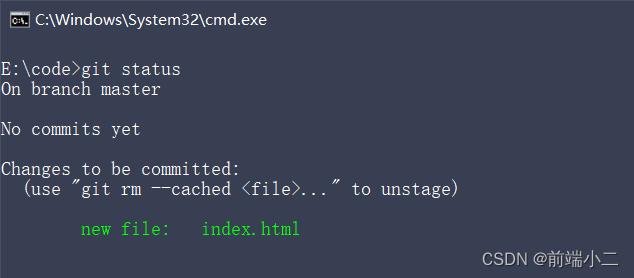 C:\Windows\System32\cmd.exe
E:\code>git status
On branch master
No commits yet
Changes to be committed:
(use "git rm --cached <file>..." to unstage)
new file: index.html
CSDN @前端小二